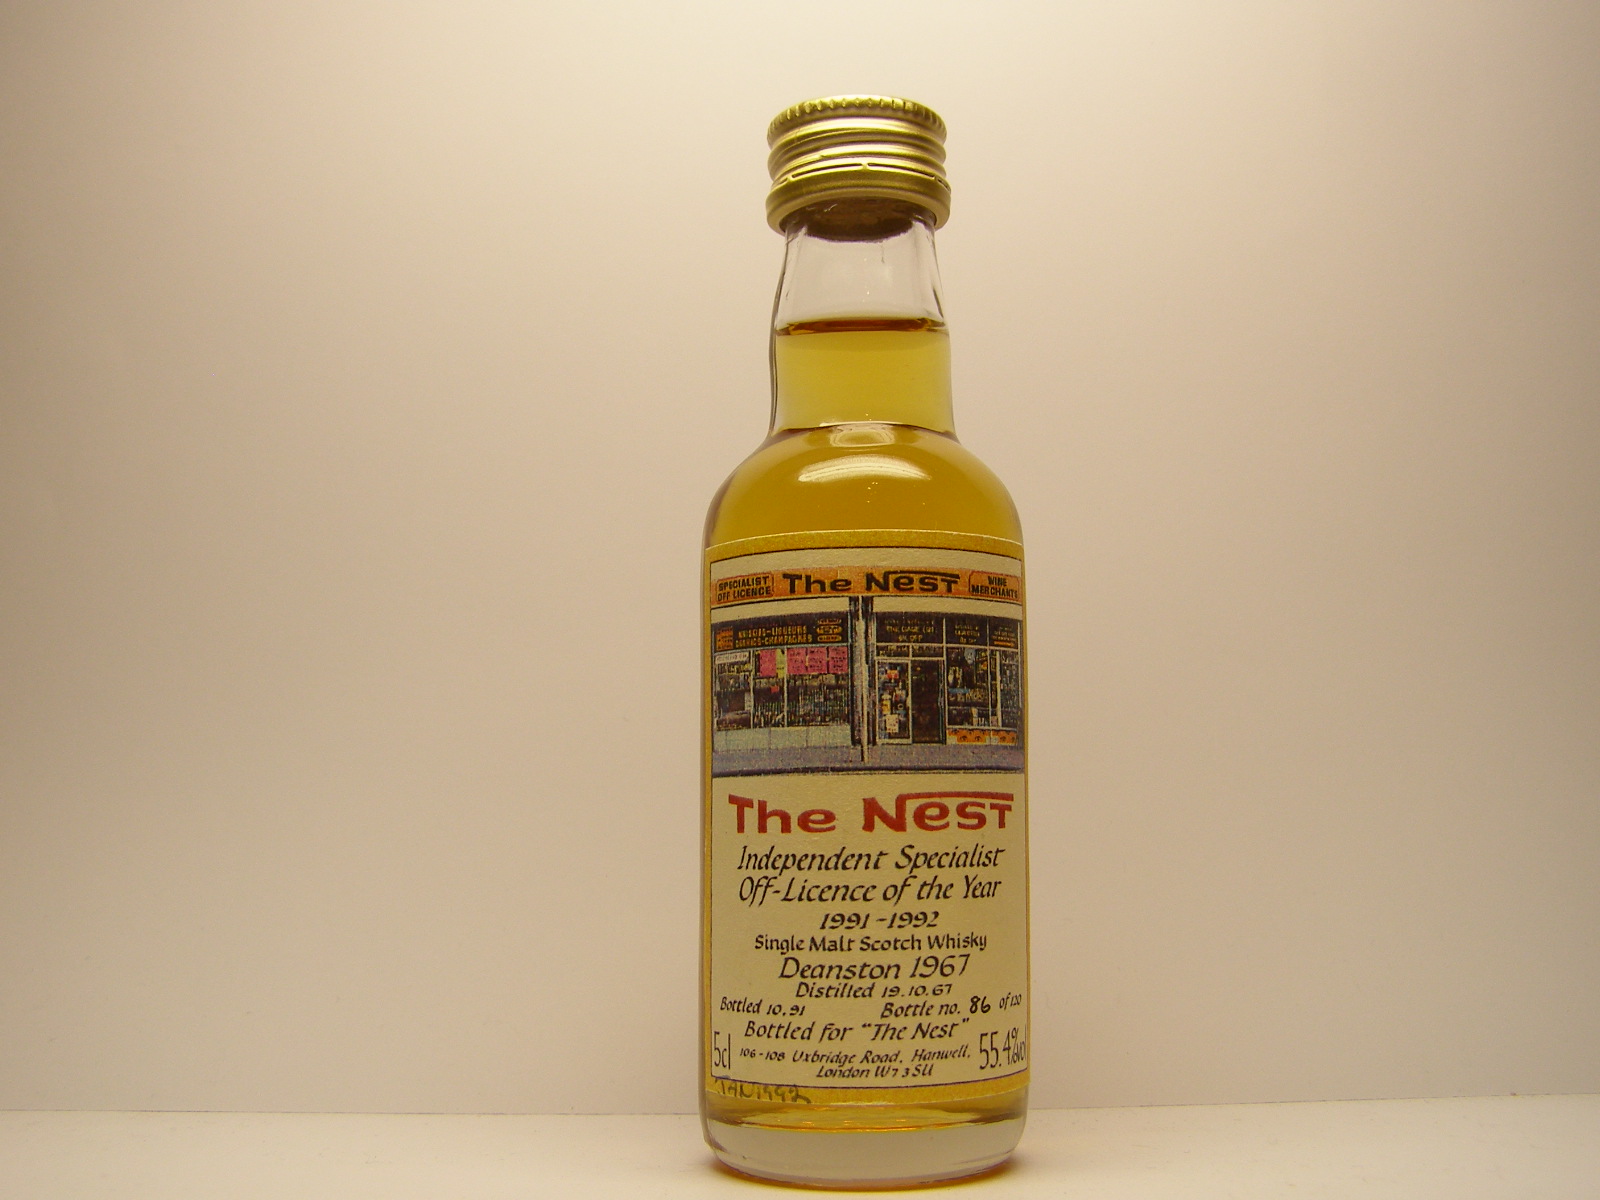 SPECIALIST OFF LICENCE The Nest WINE MERCHANTS
The Nest
Independent Specialist
Off-Licence of the Year
1991-1992
Single Malt Scotch Whisky
Deanston 1967
Distilled 19.10.67
Bottled 10.91 Bottle no. 86 of 120
Bottled for "The Nest"
5cl 106-108 Uxbridge Road, Hanwell, 55.4%vol
London W7 3SU
JAN 1992